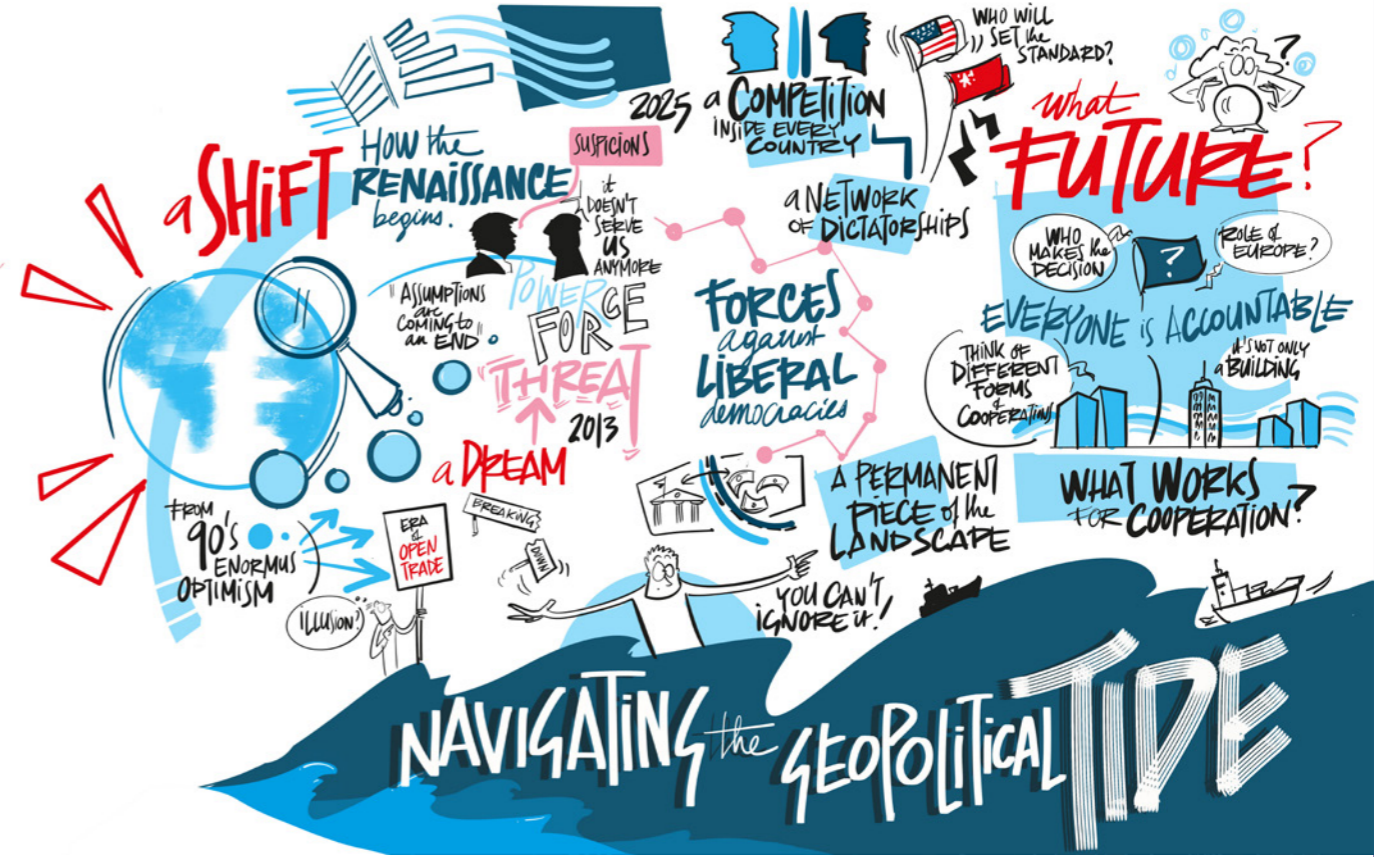 a SHIFT
HOW the
RENAISSANCE
begins.
SUSPICIONS
it
DOESN'T
SERVE
US
ANYMORE
"ASSUMPTIONS
are
COMING to
an END"
POWER
FORCE
"THREAT
2013
a DREAM
FROM
90's
ENORMUS
OPTIMISM
ILLUSION?
ERA
of
OPEN
TRADE
BREAKING
DOWN
2025
a COMPETITION
INSIDE EVERY
COUNTRY
WHO WILL
SET the
STANDARD?
a NETWORK
OF DICTATORSHIPS
FORCES
against
LIBERAL
democracies
A PERMANENT
PIECE of the
LANDSCAPE
YOU CAN'T
IGNORE it!
what
FUTURE?
?
WHO
MAKES the
DECISION
?
ROLE of
EUROPE?
EVERYONE is ACCOUNTABLE
THINK OF
DIFFERENT
FORMS
of
COOPERATIONS
it's NOT ONLY
a BUILDING
WHAT WORKS
FOR COOPERATION?
NAVIGATING the GEOPOLITICAL TIDE